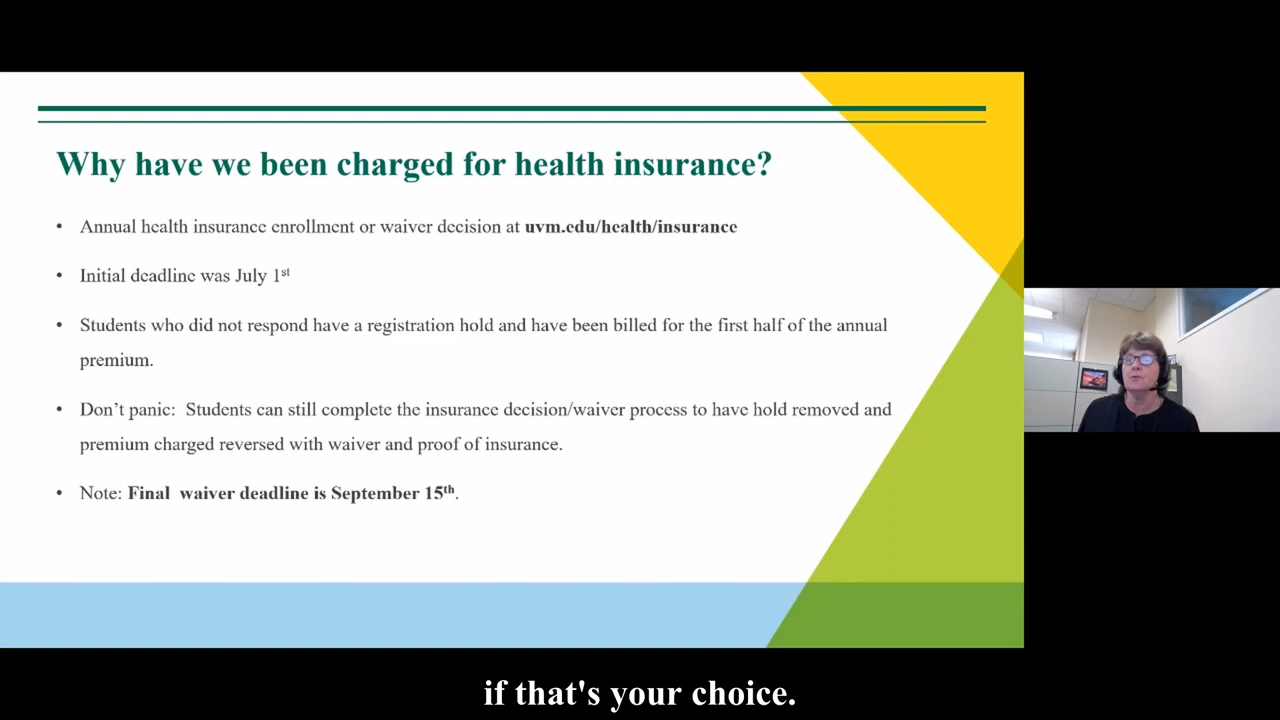 Why have we been charged for health insurance?
• Annual health insurance enrollment or waiver decision at uvm.edu/health/insurance
• Initial deadline was July 1st
• Students who did not respond have a registration hold and have been billed for the first half of the annual
premium.
• Don’t panic:  Students can still complete the insurance decision/waiver process to have hold removed and
premium charged reversed with waiver and proof of insurance.
• Note: Final  waiver deadline is September 15th.
if that's your choice.